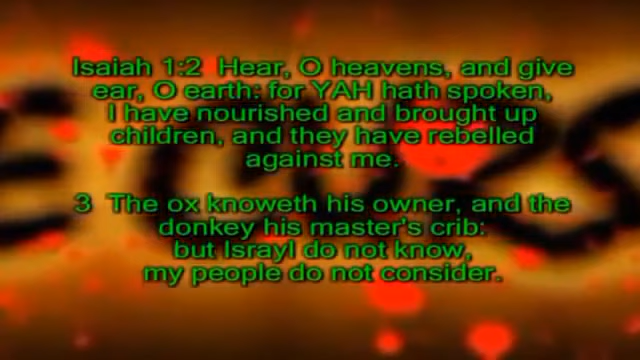 Isaiah 1:2 Hear, O heavens, and give
ear, O earth: for YAH hath spoken,
I have nourished and brought up
children, and they have rebelled
against me.
3 The ox knoweth his owner, and the
donkey his master's crib:
but Israyl do not know,
my people do not consider.